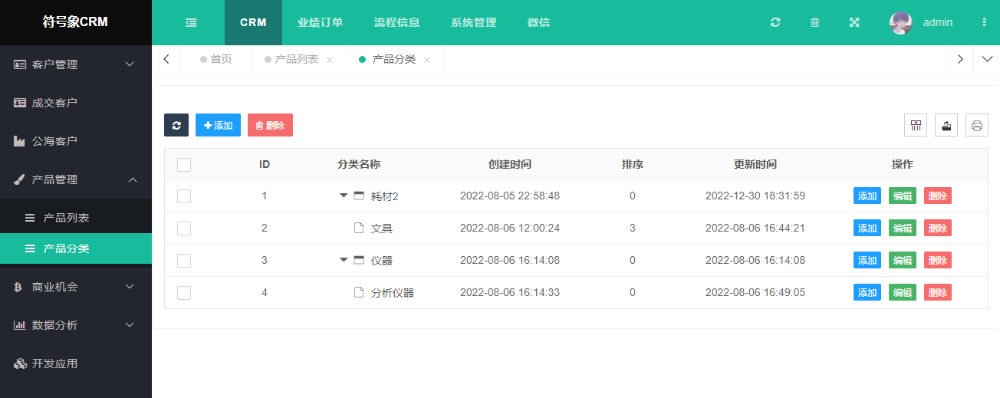 符号象CRM
CRM 业绩订单 流程信息 系统管理 微信 admin
客户管理
成交客户
公海客户
产品管理
产品列表
产品分类
商业机会
数据分析
开发应用
首页 产品列表 产品分类
添加 删除
ID 分类名称 创建时间 排序 更新时间 操作
1 耗材2 2022-08-05 22:58:48 0 2022-12-30 18:31:59 添加 编辑 删除
2 文具 2022-08-06 12:00:24 3 2022-08-06 16:44:21 添加 编辑 删除
3 仪器 2022-08-06 16:14:08 0 2022-08-06 16:14:08 添加 编辑 删除
4 分析仪器 2022-08-06 16:14:33 0 2022-08-06 16:49:05 添加 编辑 删除